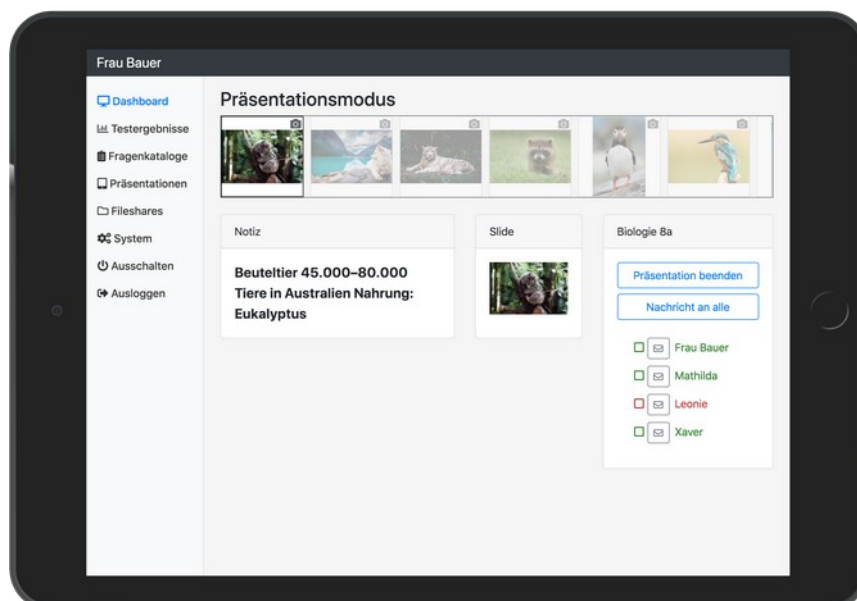 Frau Bauer
Dashboard
Testergebnisse
Fragenkataloge
Präsentationen
Fileshares
System
Ausschalten
Ausloggen
Präsentationsmodus
Notiz
Beuteltier 45.000–80.000
Tiere in Australien Nahrung:
Eukalyptus
Slide
Biologie 8a
Präsentation beenden
Nachricht an alle
Frau Bauer
Mathilda
Leonie
Xaver